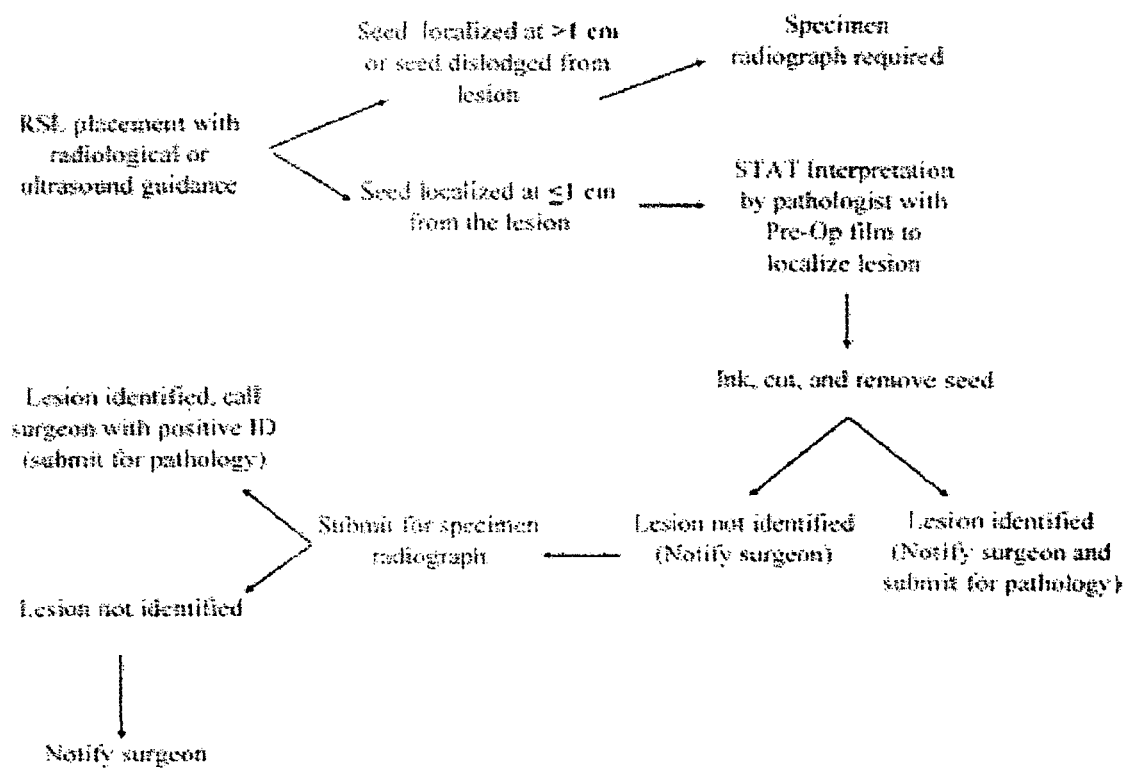 Seed localized at >1 cm
or seed dislodged from
lesion
Specimen
radiograph required
RSL placement with
radiological or
ultrasound guidance
Seed localized at ≤1 cm
from the lesion
STAT Interpretation
by pathologist with
Pre-Op film to
localize lesion
Ink, cut, and remove seed
Lesion identified, call
surgeon with positive ID
(submit for pathology)
Submit for specimen
radiograph
Lesion not identified
(Notify surgeon)
Lesion identified
(Notify surgeon and
submit for pathology)
Lesion not identified
Notify surgeon